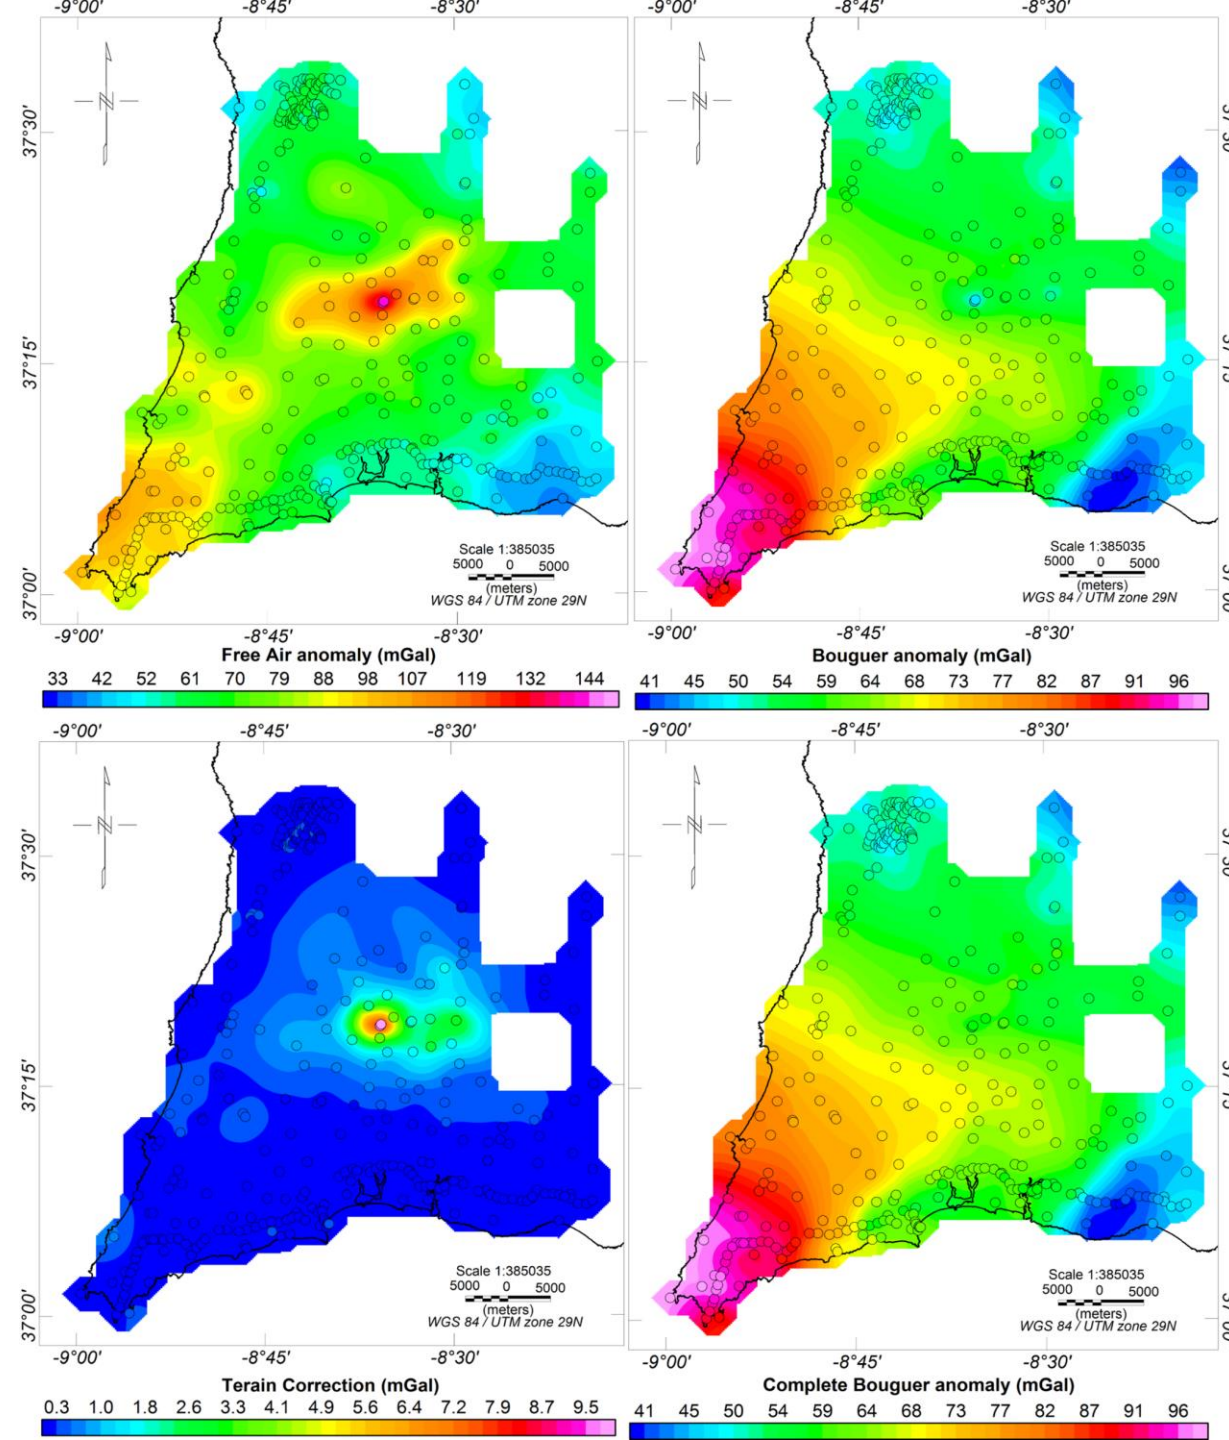 -9°00' -8°45' -8°30' -9°00' -8°45' -8°30'
37°30'
37°15'
37°00'
N
N
Scale 1:385035
5000 0 5000
(meters)
WGS 84 / UTM zone 29N
Scale 1:385035
5000 0 5000
(meters)
WGS 84 / UTM zone 29N
-9°00' -8°45' -8°30' -9°00' -8°45' -8°30'
Free Air anomaly (mGal)
33 42 52 61 70 79 88 98 107 119 132 144
Bouguer anomaly (mGal)
41 45 50 54 59 64 68 73 77 82 87 91 96
-9°00' -8°45' -8°30' -9°00' -8°45' -8°30'
37°30'
37°15'
37°00'
N
N
Scale 1:385035
5000 0 5000
(meters)
WGS 84 / UTM zone 29N
Scale 1:385035
5000 0 5000
(meters)
WGS 84 / UTM zone 29N
-9°00' -8°45' -8°30' -9°00' -8°45' -8°30'
Terain Correction (mGal)
0.3 1.0 1.8 2.6 3.3 4.1 4.9 5.6 6.4 7.2 7.9 8.7 9.5
Complete Bouguer anomaly (mGal)
41 45 50 54 59 64 68 73 77 82 87 91 96